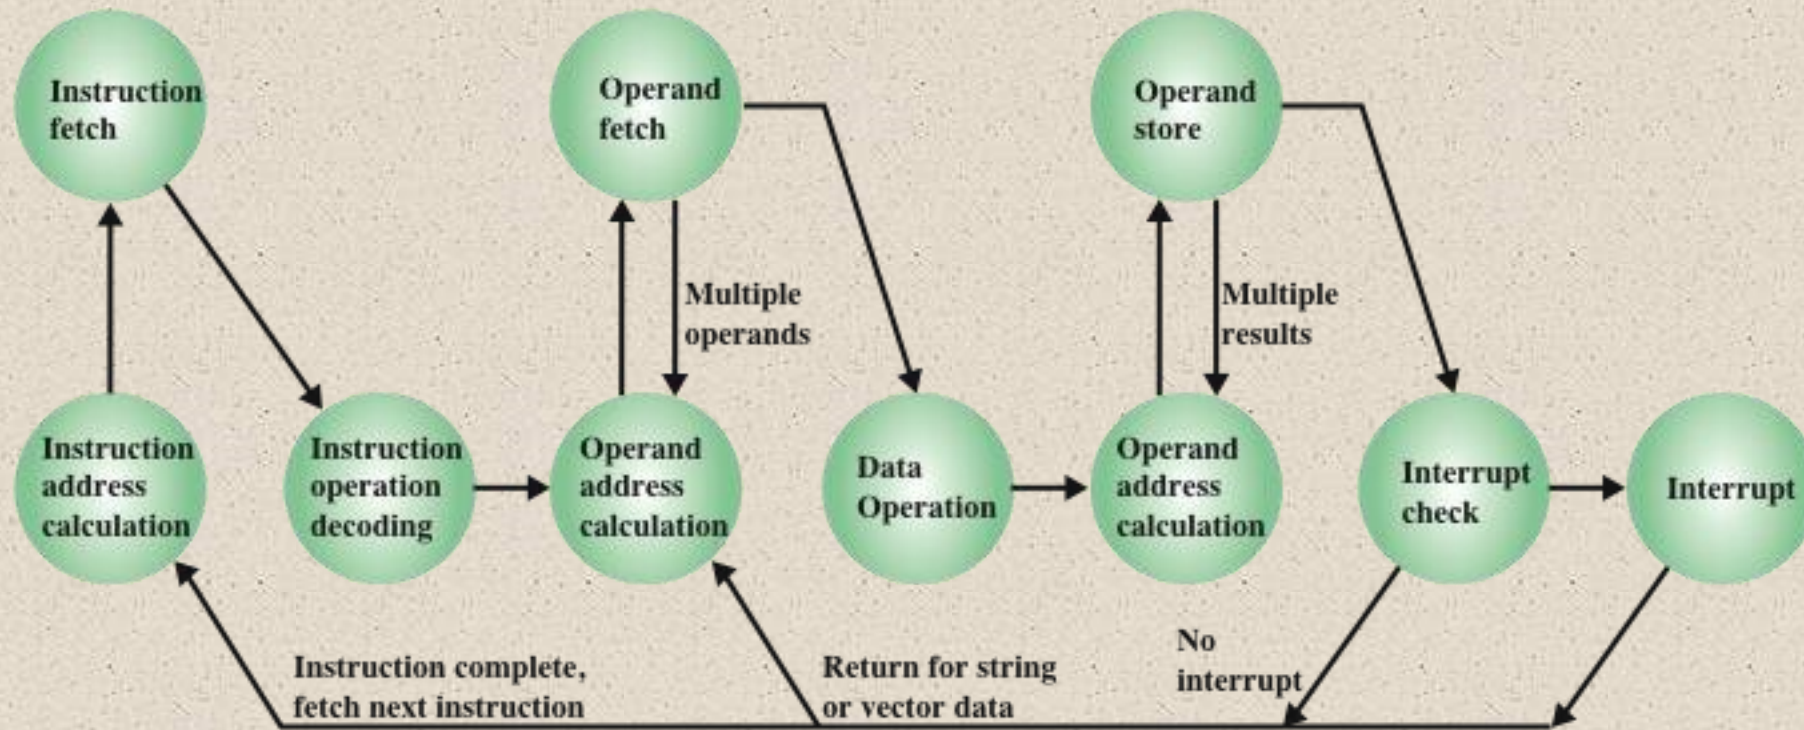 Instruction
fetch
Operand
fetch
Operand
store
Multiple
operands
Multiple
results
Instruction
address
calculation
Instruction
operation
decoding
Operand
address
calculation
Data
Operation
Operand
address
calculation
Interrupt
check
Interrupt
Instruction complete,
fetch next instruction
Return for string
or vector data
No
interrupt